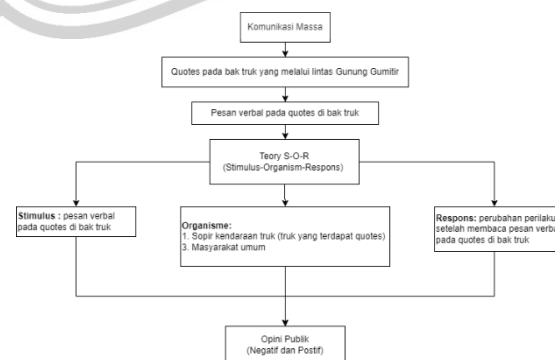 Komunikasi Massa
Quotes pada bak truk yang melalui lintas Gunung Gumitir
Pesan verbal pada quotes di bak truk
Teory S-O-R
(Stimulus-Organism-Respons)
Stimulus : pesan verbal
pada quotes di bak truk
Organisme:
1. Sopir kendaraan truk (truk yang terdapat quotes)
3. Masyarakat umum
Respons: perubahan perilaku
setelah membaca pesan verba
pada quotes di bak truk
Opini Publik
(Negatif dan Postif)